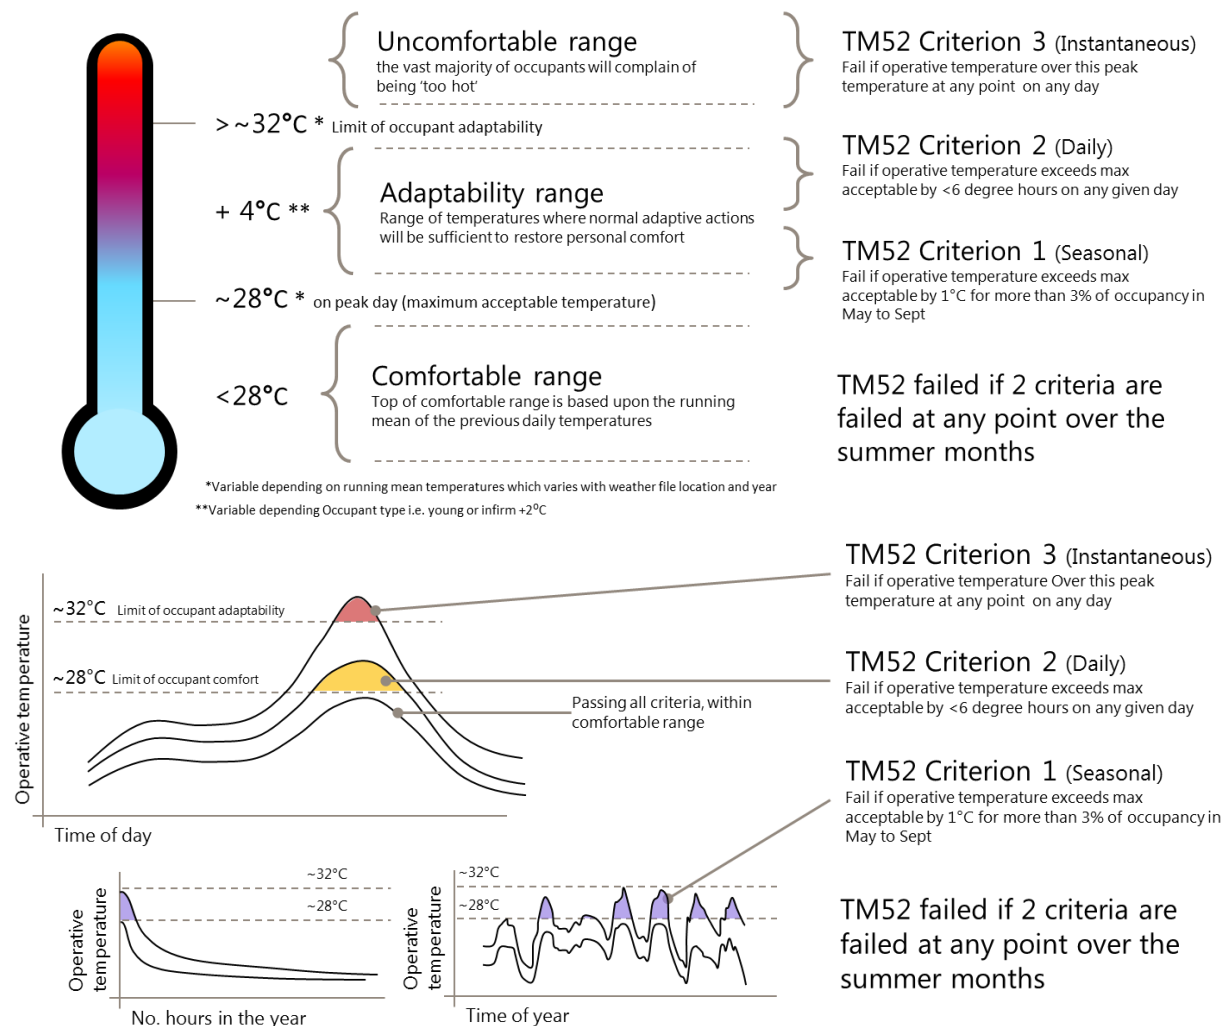 Uncomfortable range
the vast majority of occupants will complain of
being 'too hot'
TM52 Criterion 3 (Instantaneous)
Fail if operative temperature over this peak
temperature at any point on any day
>~32°C * Limit of occupant adaptability
+ 4°C **
Adaptability range
Range of temperatures where normal adaptive actions
will be sufficient to restore personal comfort
TM52 Criterion 2 (Daily)
Fail if operative temperature exceeds max
acceptable by <6 degree hours on any given day
TM52 Criterion 1 (Seasonal)
Fail if operative temperature exceeds max
acceptable by 1°C for more than 3% of occupancy in
May to Sept
~28°C * on peak day (maximum acceptable temperature)
<28°C
Comfortable range
Top of comfortable range is based upon the running
mean of the previous daily temperatures
TM52 failed if 2 criteria are
failed at any point over the
summer months
*Variable depending on running mean temperatures which varies with weather file location and year
**Variable depending Occupant type i.e. young or infirm +2°C
Operative temperature
~32°C Limit of occupant adaptability
~28°C Limit of occupant comfort
Time of day
Passing all criteria, within
comfortable range
TM52 Criterion 3 (Instantaneous)
Fail if operative temperature Over this peak
temperature at any point on any day
TM52 Criterion 2 (Daily)
Fail if operative temperature exceeds max
acceptable by <6 degree hours on any given day
TM52 Criterion 1 (Seasonal)
Fail if operative temperature exceeds max
acceptable by 1°C for more than 3% of occupancy in
May to Sept
Operative
temperature
~32°C
~28°C
No. hours in the year
Operative
temperature
~32°C
~28°C
Time of year
TM52 failed if 2 criteria are
failed at any point over the
summer months